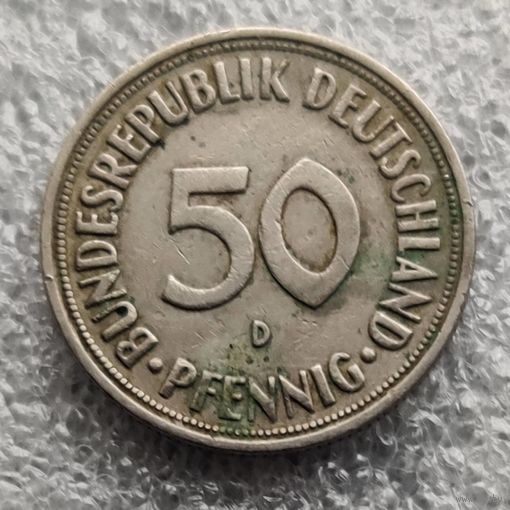 BUNDESREPUBLIK DEUTSCHLAND
50
D
• PFENNIG •